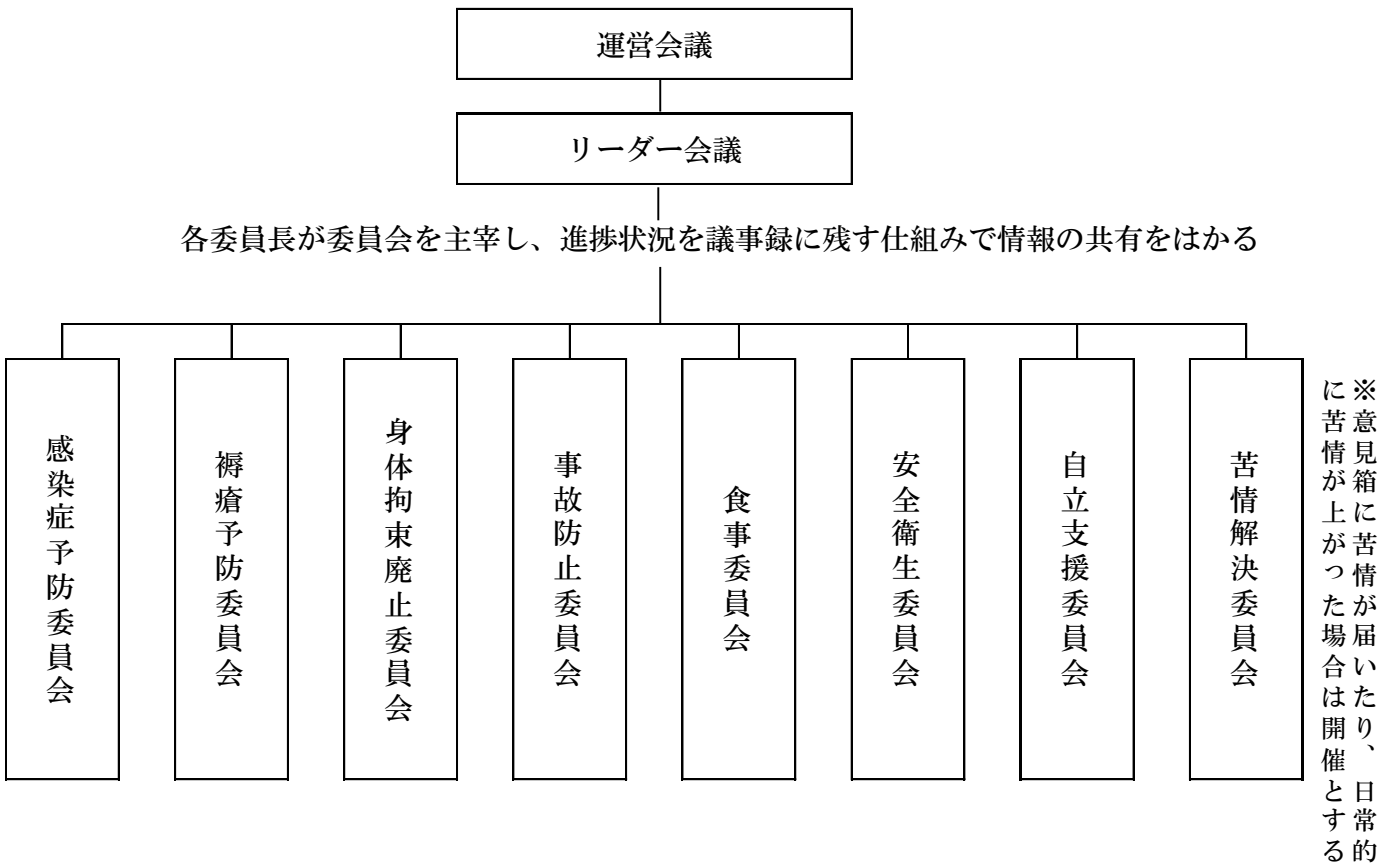 運営会議
リーダー会議
各委員長が委員会を主宰し、進捗状況を議事録に残す仕組みで情報の共有をはかる
感染症予防委員会
褥瘡予防委員会
身体拘束廃止委員会
事故防止委員会
食事委員会
安全衛生委員会
自立支援委員会
苦情解決委員会
※意見箱に苦情が届いたり、日常的
に苦情が上がった場合は開催とする